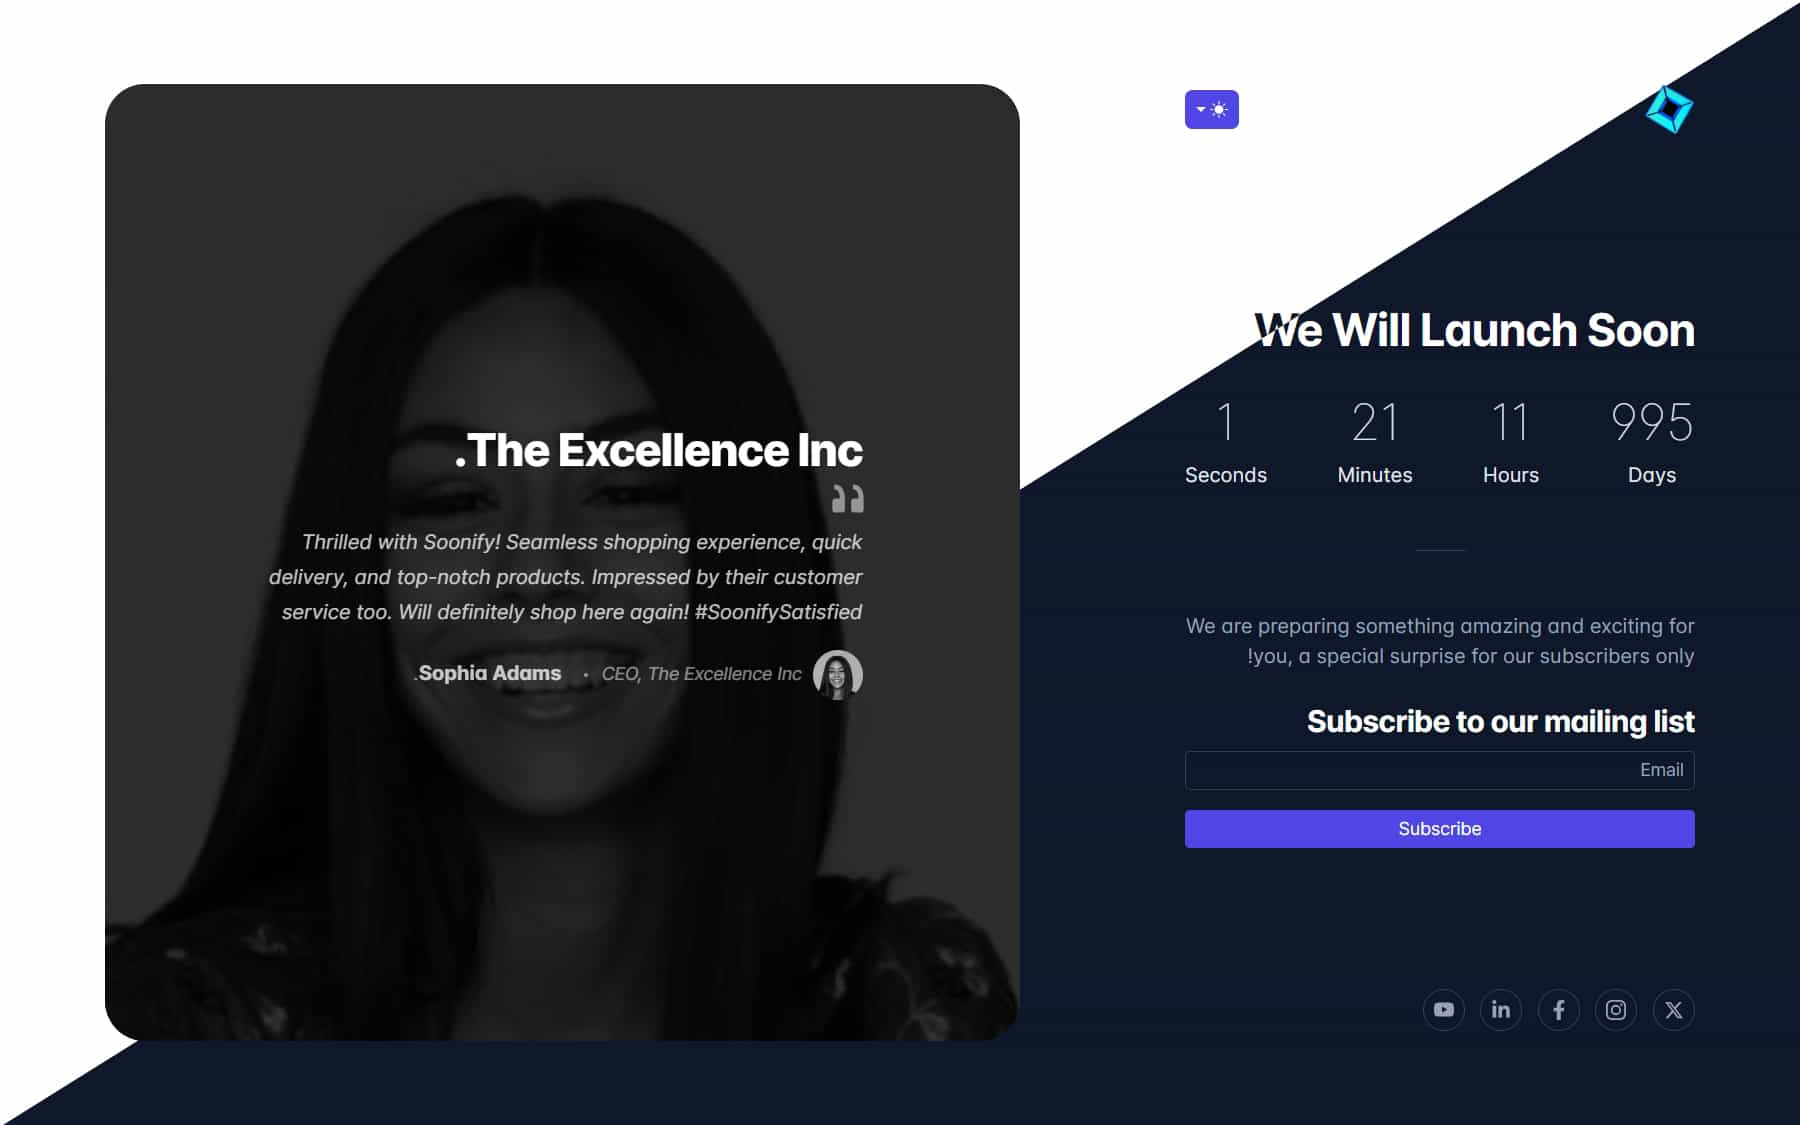 .The Excellence Inc
Thrilled with Soonify! Seamless shopping experience, quick
delivery, and top-notch products. Impressed by their customer
service too. Will definitely shop here again! #SoonifySatisfied
.Sophia Adams • CEO, The Excellence Inc
We Will Launch Soon
1 21 11 995
Seconds Minutes Hours Days
We are preparing something amazing and exciting for
!you, a special surprise for our subscribers only
Subscribe to our mailing list
Email
Subscribe